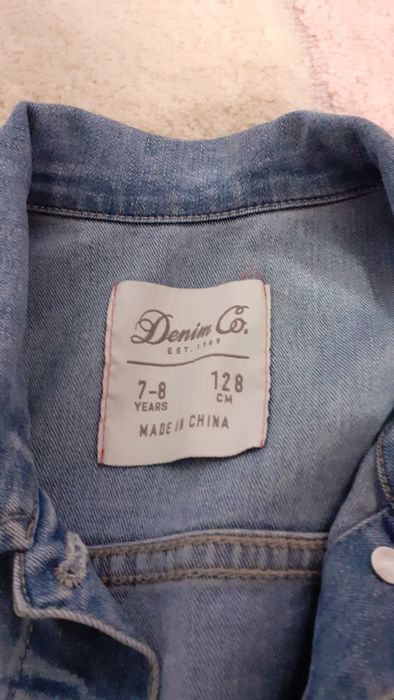 Denim Co.
EST. 1969
7-8 128
YEARS CM
MADE IN CHINA